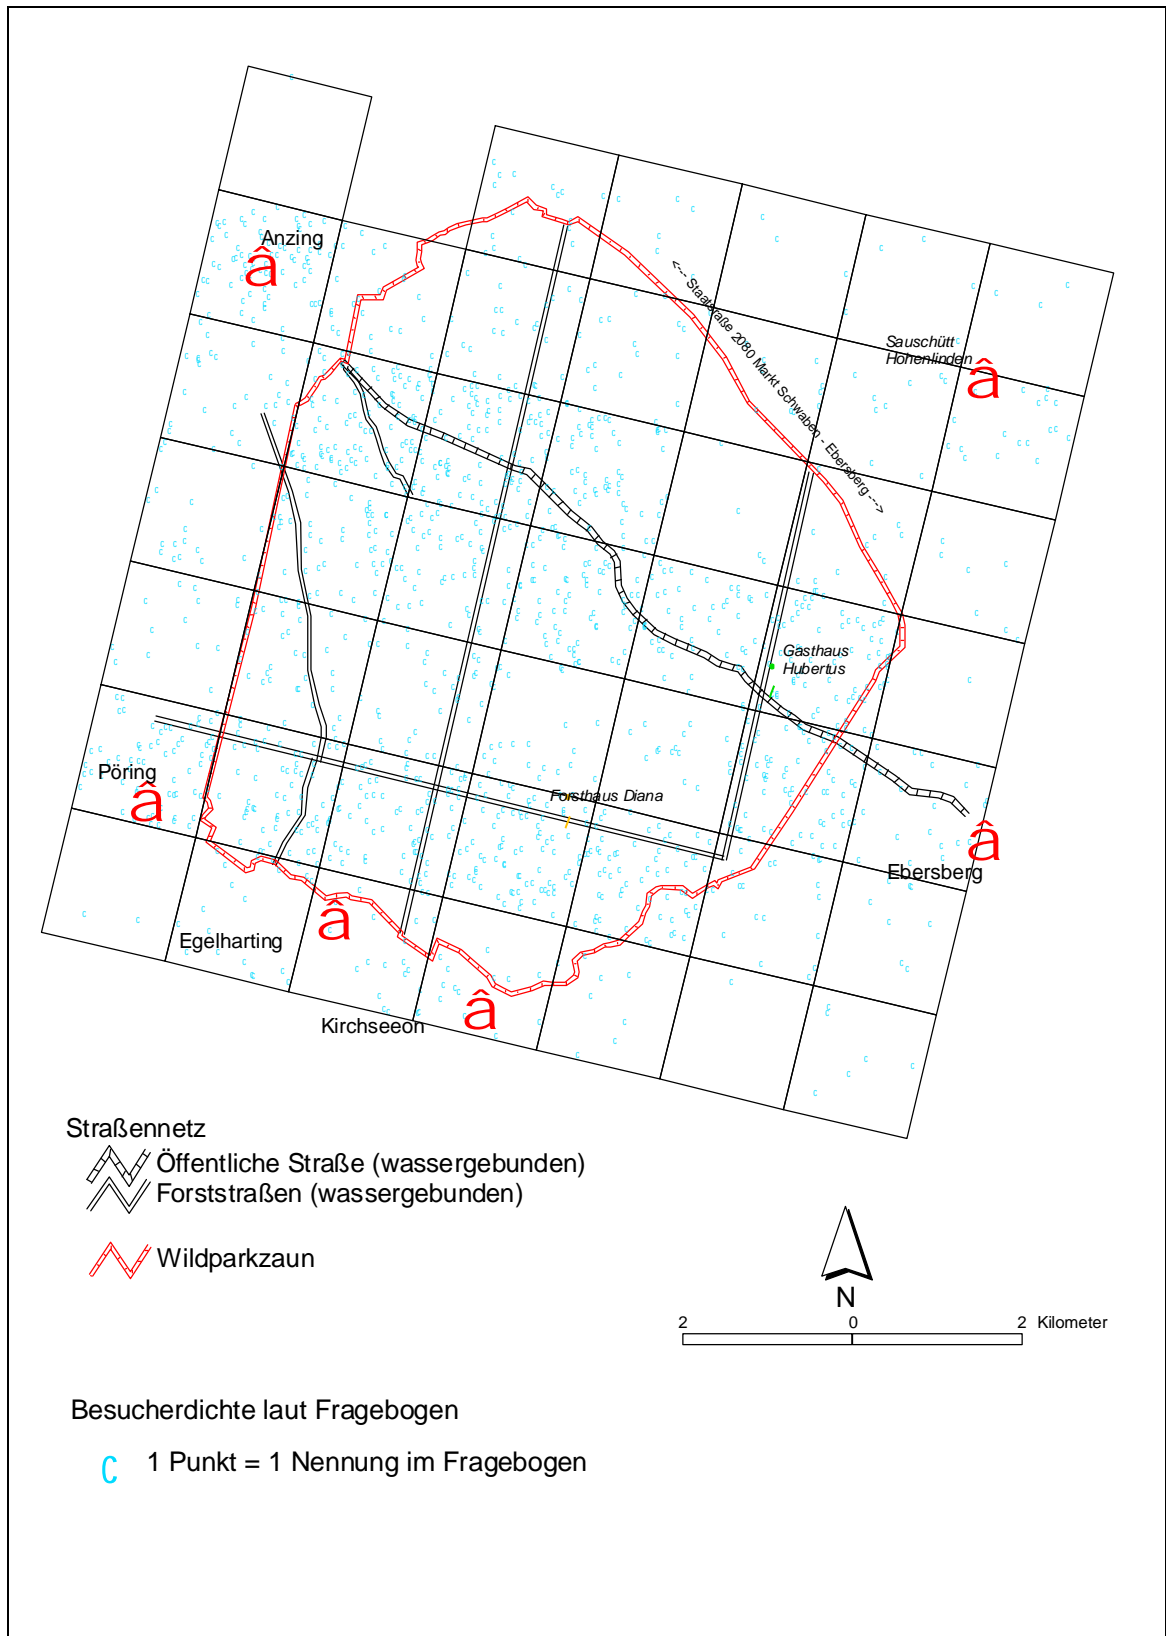 Anzing
â
<--- Staatstraße 2080 Markt Schwaben - Ebersberg --->
Sauschütt
Hohenlinden
â
Gasthaus
Hubertus
Pöring
â
Forsthaus Diana
â
Ebersberg
â
Egelharting
â
Kirchseeon
Straßennetz
Öffentliche Straße (wassergebunden)
Forststraßen (wassergebunden)
Wildparkzaun
N
2 0 2 Kilometer
Besucherdichte laut Fragebogen
c 1 Punkt = 1 Nennung im Fragebogen